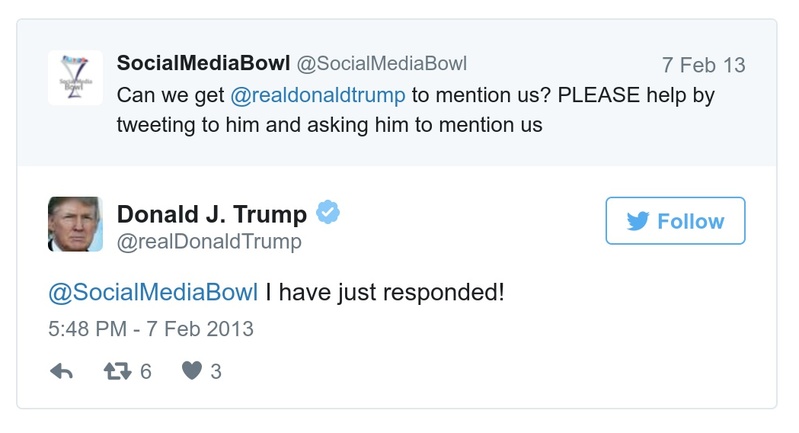 SocialMediaBowl @SocialMediaBowl 7 Feb 13
Can we get @realdonaldtrump to mention us? PLEASE help by
tweeting to him and asking him to mention us
Donald J. Trump
@realDonaldTrump
Follow
@SocialMediaBowl I have just responded!
5:48 PM - 7 Feb 2013
6 3